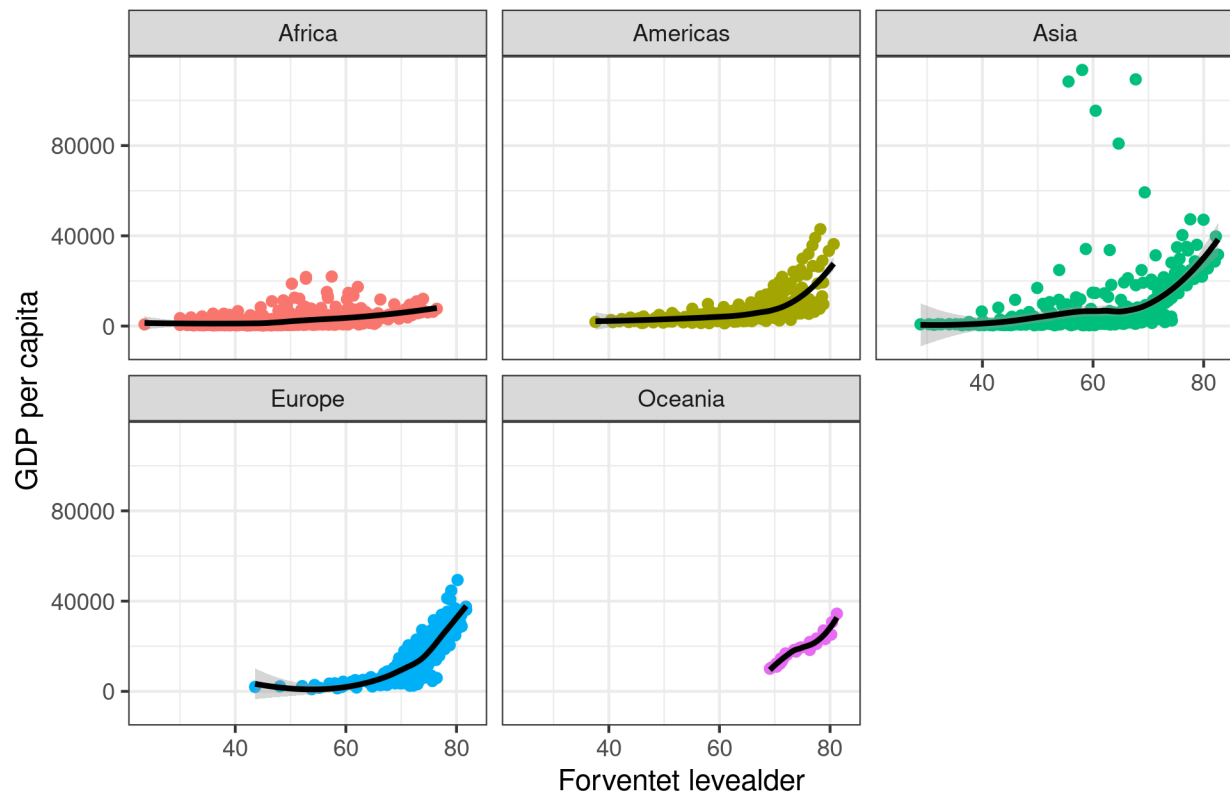 Africa
Americas
Asia
80000
40000
0
40 60 80
Europe
Oceania
80000
40000
0
40 60 80
40 60 80
GDP per capita
Forventet levealder